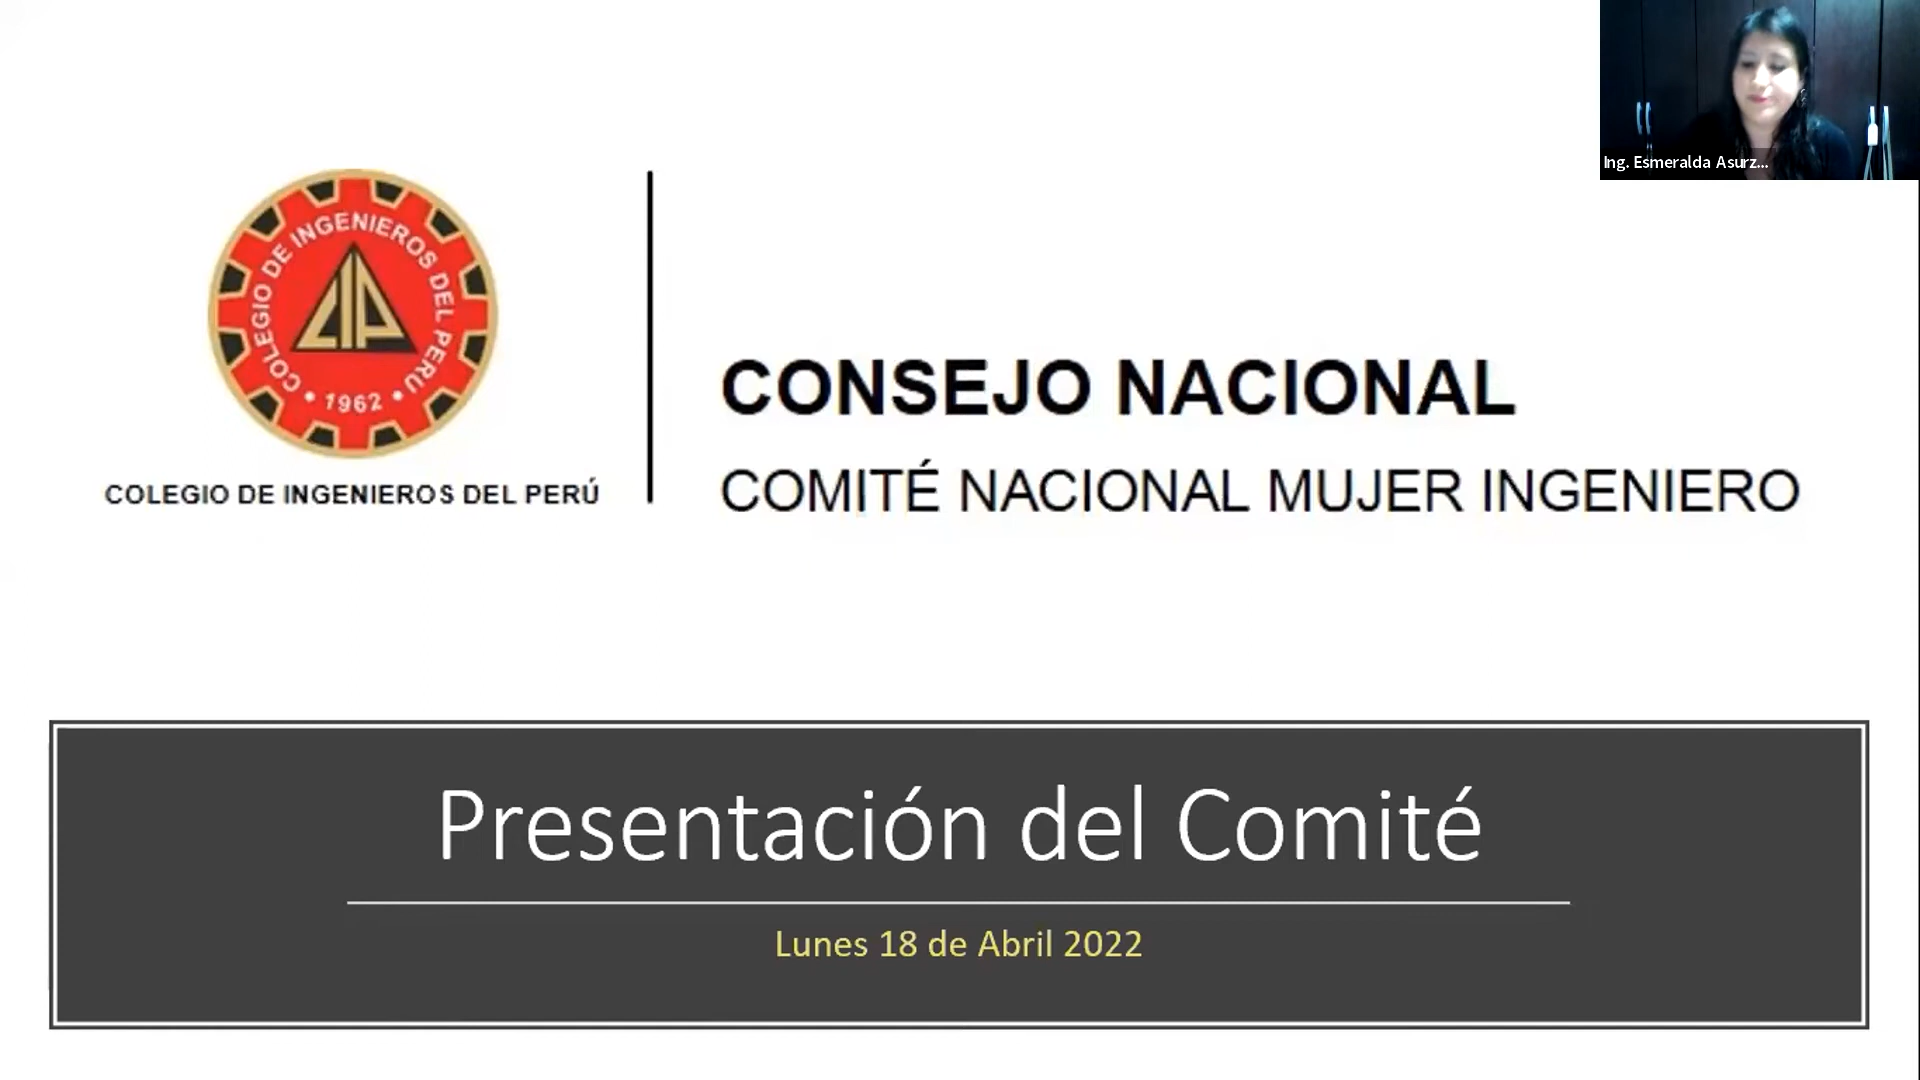 Ing. Esmeralda Asurz...
COLEGIO DE INGENIEROS DEL PERU
• 1962 •
CIP
COLEGIO DE INGENIEROS DEL PERÚ
CONSEJO NACIONAL
COMITÉ NACIONAL MUJER INGENIERO
Presentación del Comité
Lunes 18 de Abril 2022